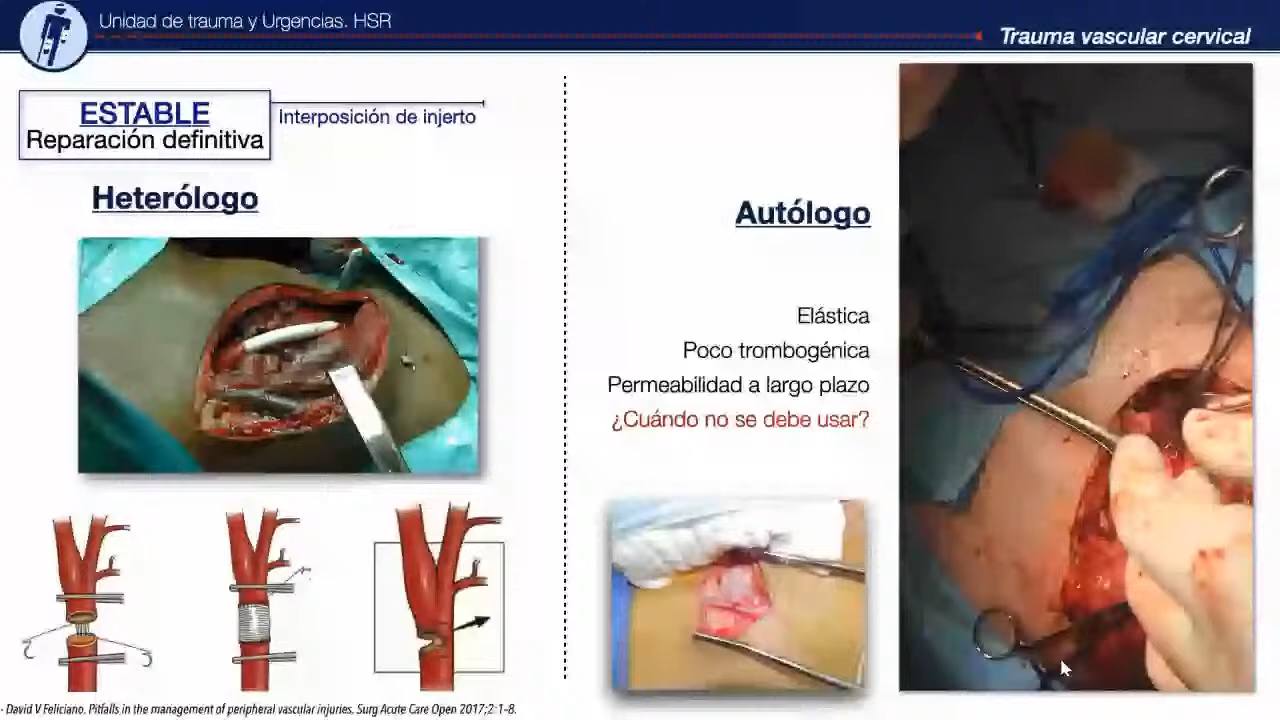 Unidad de trauma y Urgencias. HSR
Trauma vascular cervical
ESTABLE
Reparación definitiva
Interposición de injerto
Heterólogo
Autólogo
Elástica
Poco trombogénica
Permeabilidad a largo plazo
¿Cuándo no se debe usar?
- David V Feliciano. Pitfalls in the management of peripheral vascular injuries. Surg Acute Care Open 2017;2:1-8.